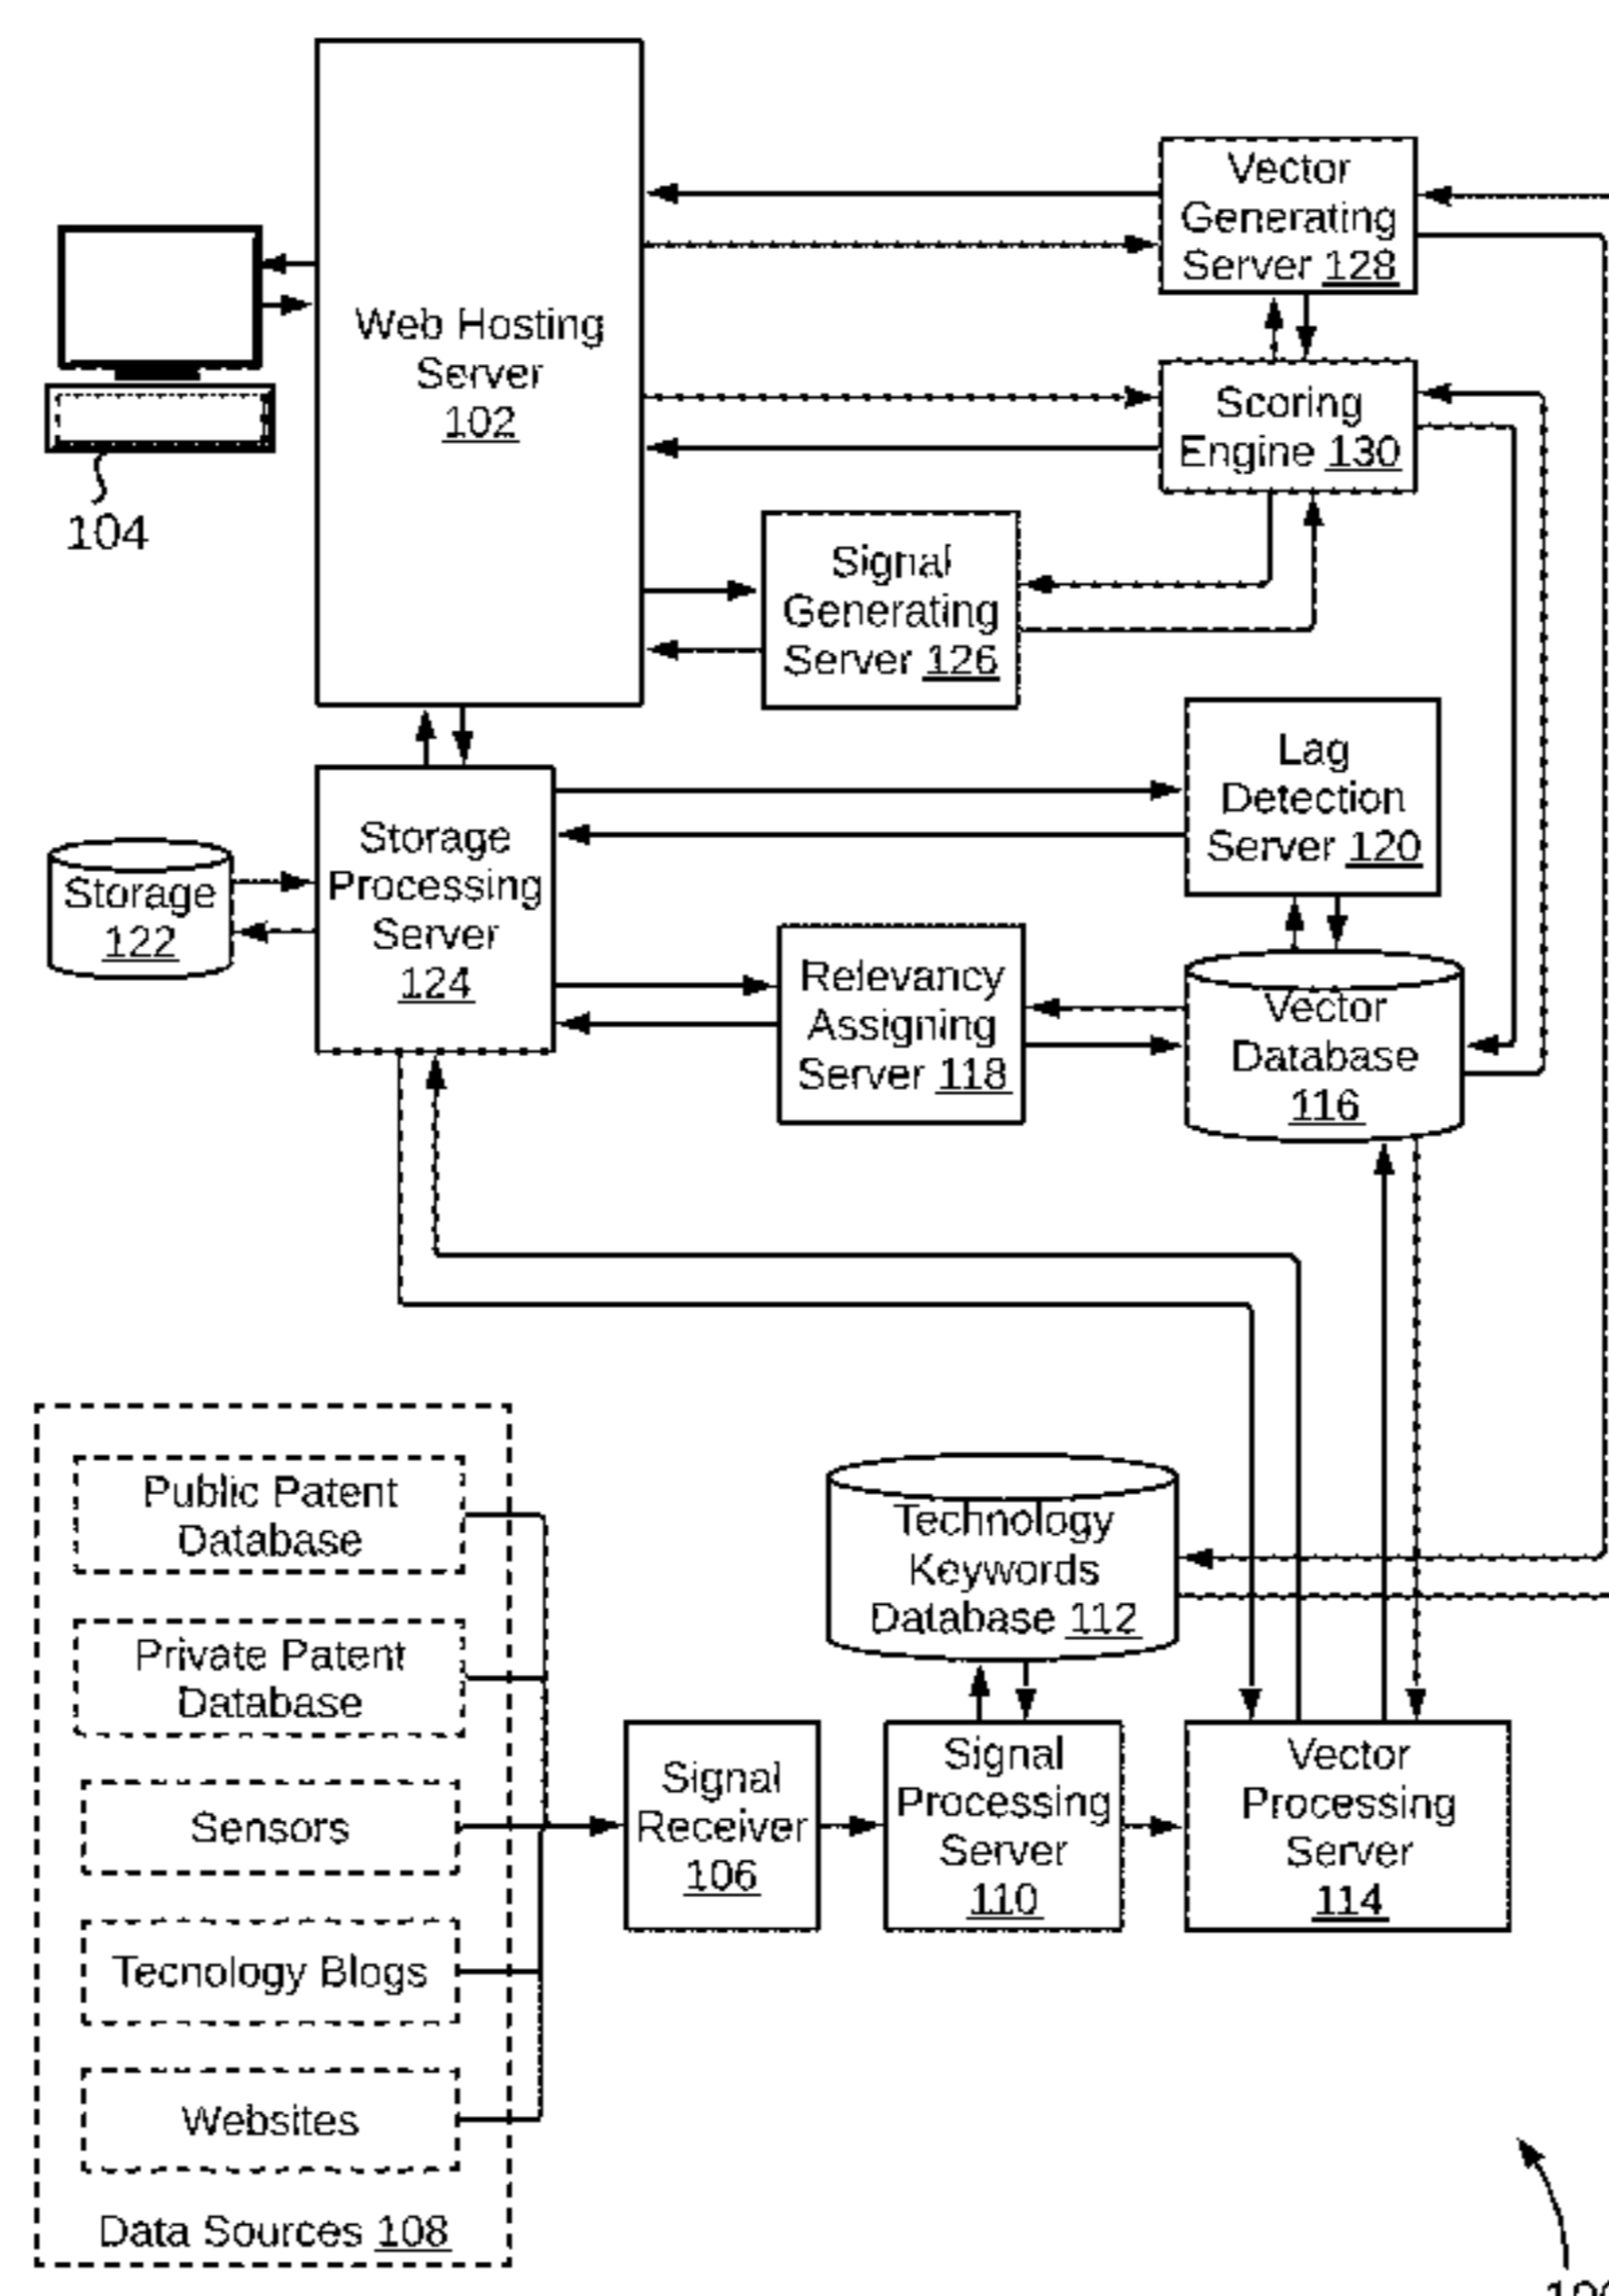 Vector
Generating
Server 128
Web Hosting
Server
102
Scoring
Engine 130
104
Signal
Generating
Server 126
Lag
Detection
Server 120
Storage
Processing
Server
124
Storage
122
Relevancy
Assigning
Server 118
Vector
Database
116
Public Patent
Database
Technology
Keywords
Database 112
Private Patent
Database
Signal
Receiver
106
Signal
Processing
Server
110
Vector
Processing
Server
114
Sensors
Tecnology Blogs
Websites
Data Sources 108